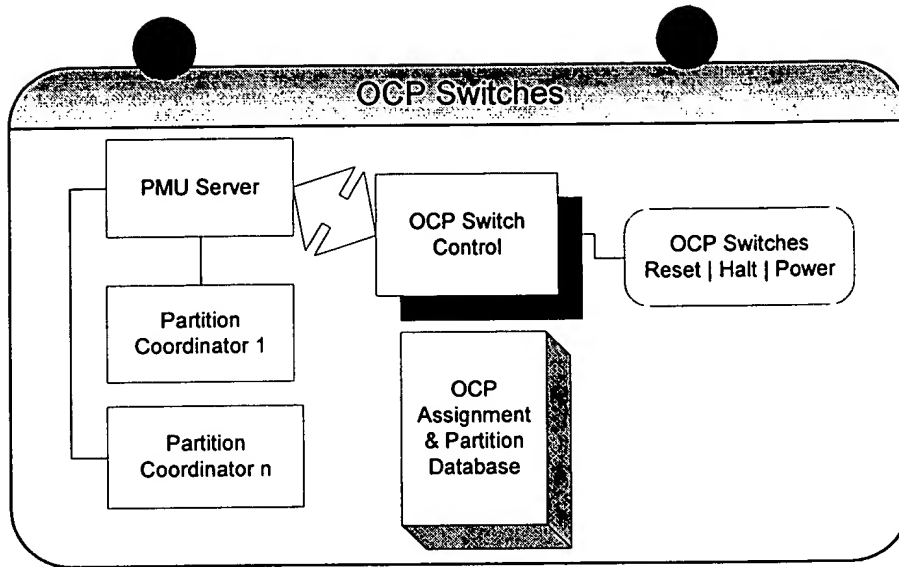 OCP Switches
PMU Server
OCP Switch
Control
OCP Switches
Reset | Halt | Power
Partition
Coordinator 1
OCP
Assignment
& Partition
Database
Partition
Coordinator n